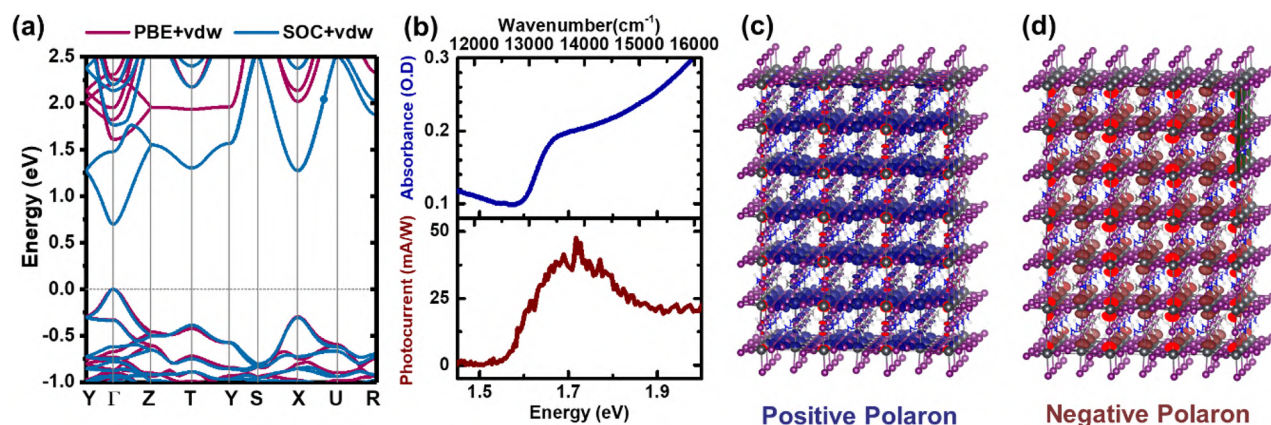 (a)
PBE+vdw
SOC+vdw
Energy (eV)
2.5
2.0
1.5
1.0
0.5
0.0
-0.5
-1.0
Y Γ Z T Y S X U R
(b)
Wavenumber(cm⁻¹)
12000 13000 14000 15000 16000
Absorbance (O.D)
0.3
0.2
0.1
Photocurrent (mA/W)
50
25
0
1.5 1.7 1.9
Energy (eV)
(c)
Positive Polaron
(d)
Negative Polaron